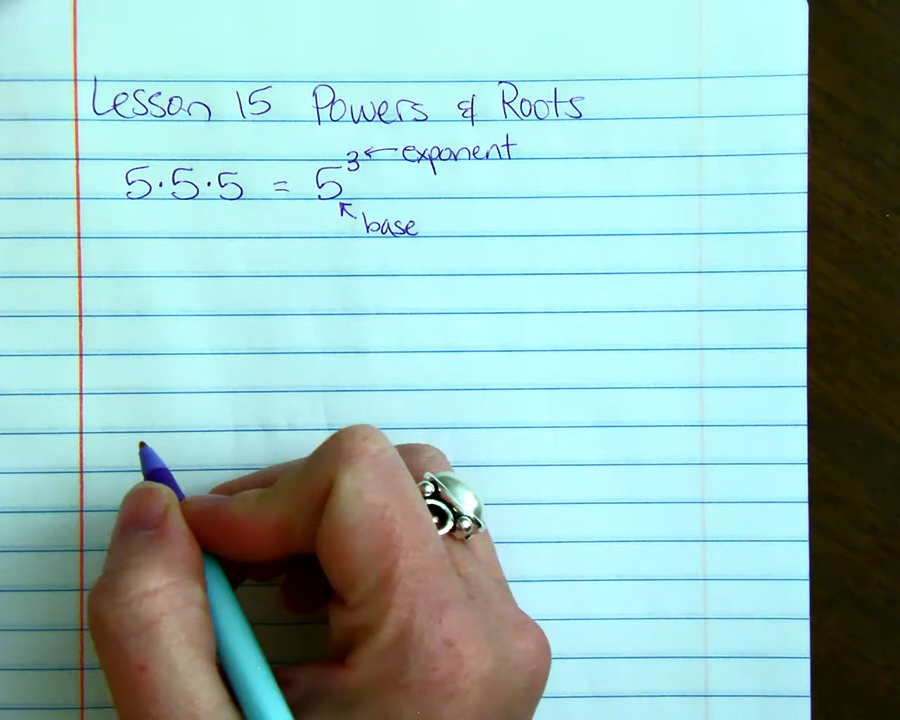 Lesson 15 Powers & Roots
5·5·5 = 5³ ← exponent
↖ base